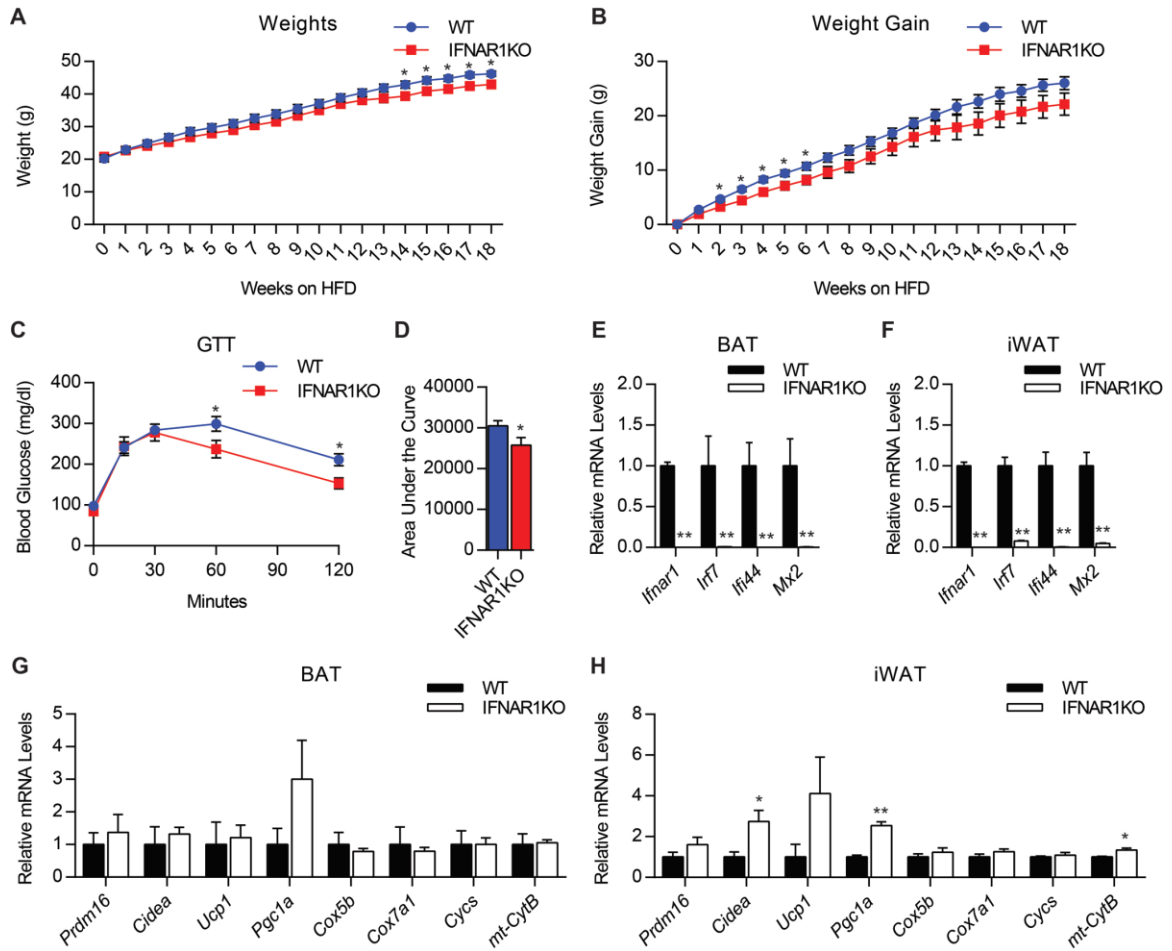 A
Weights
WT
IFNAR1KO
Weight (g)
50
40
30
20
10
0
* * * * *
0 1 2 3 4 5 6 7 8 9 10 11 12 13 14 15 16 17 18
Weeks on HFD
B
Weight Gain
WT
IFNAR1KO
Weight Gain (g)
30
20
10
0
* * * * *
0 1 2 3 4 5 6 7 8 9 10 11 12 13 14 15 16 17 18
Weeks on HFD
C
GTT
WT
IFNAR1KO
Blood Glucose (mg/dl)
400
300
200
100
0
* *
0 30 60 90 120
Minutes
D
Area Under the Curve
40000
30000
20000
10000
0
*
WT
IFNAR1KO
E
BAT
WT
IFNAR1KO
Relative mRNA Levels
2.0
1.5
1.0
0.5
0.0
** ** ** **
Ifnar1 Irf7 Ifi44 Mx2
F
iWAT
WT
IFNAR1KO
Relative mRNA Levels
2.0
1.5
1.0
0.5
0.0
** ** ** **
Ifnar1 Irf7 Ifi44 Mx2
G
BAT
WT
IFNAR1KO
Relative mRNA Levels
5
4
3
2
1
0
Prdm16 Cidea Ucp1 Pgc1a Cox5b Cox7a1 Cycs mt-CytB
H
iWAT
WT
IFNAR1KO
Relative mRNA Levels
8
6
4
2
0
* ** *
Prdm16 Cidea Ucp1 Pgc1a Cox5b Cox7a1 Cycs mt-CytB